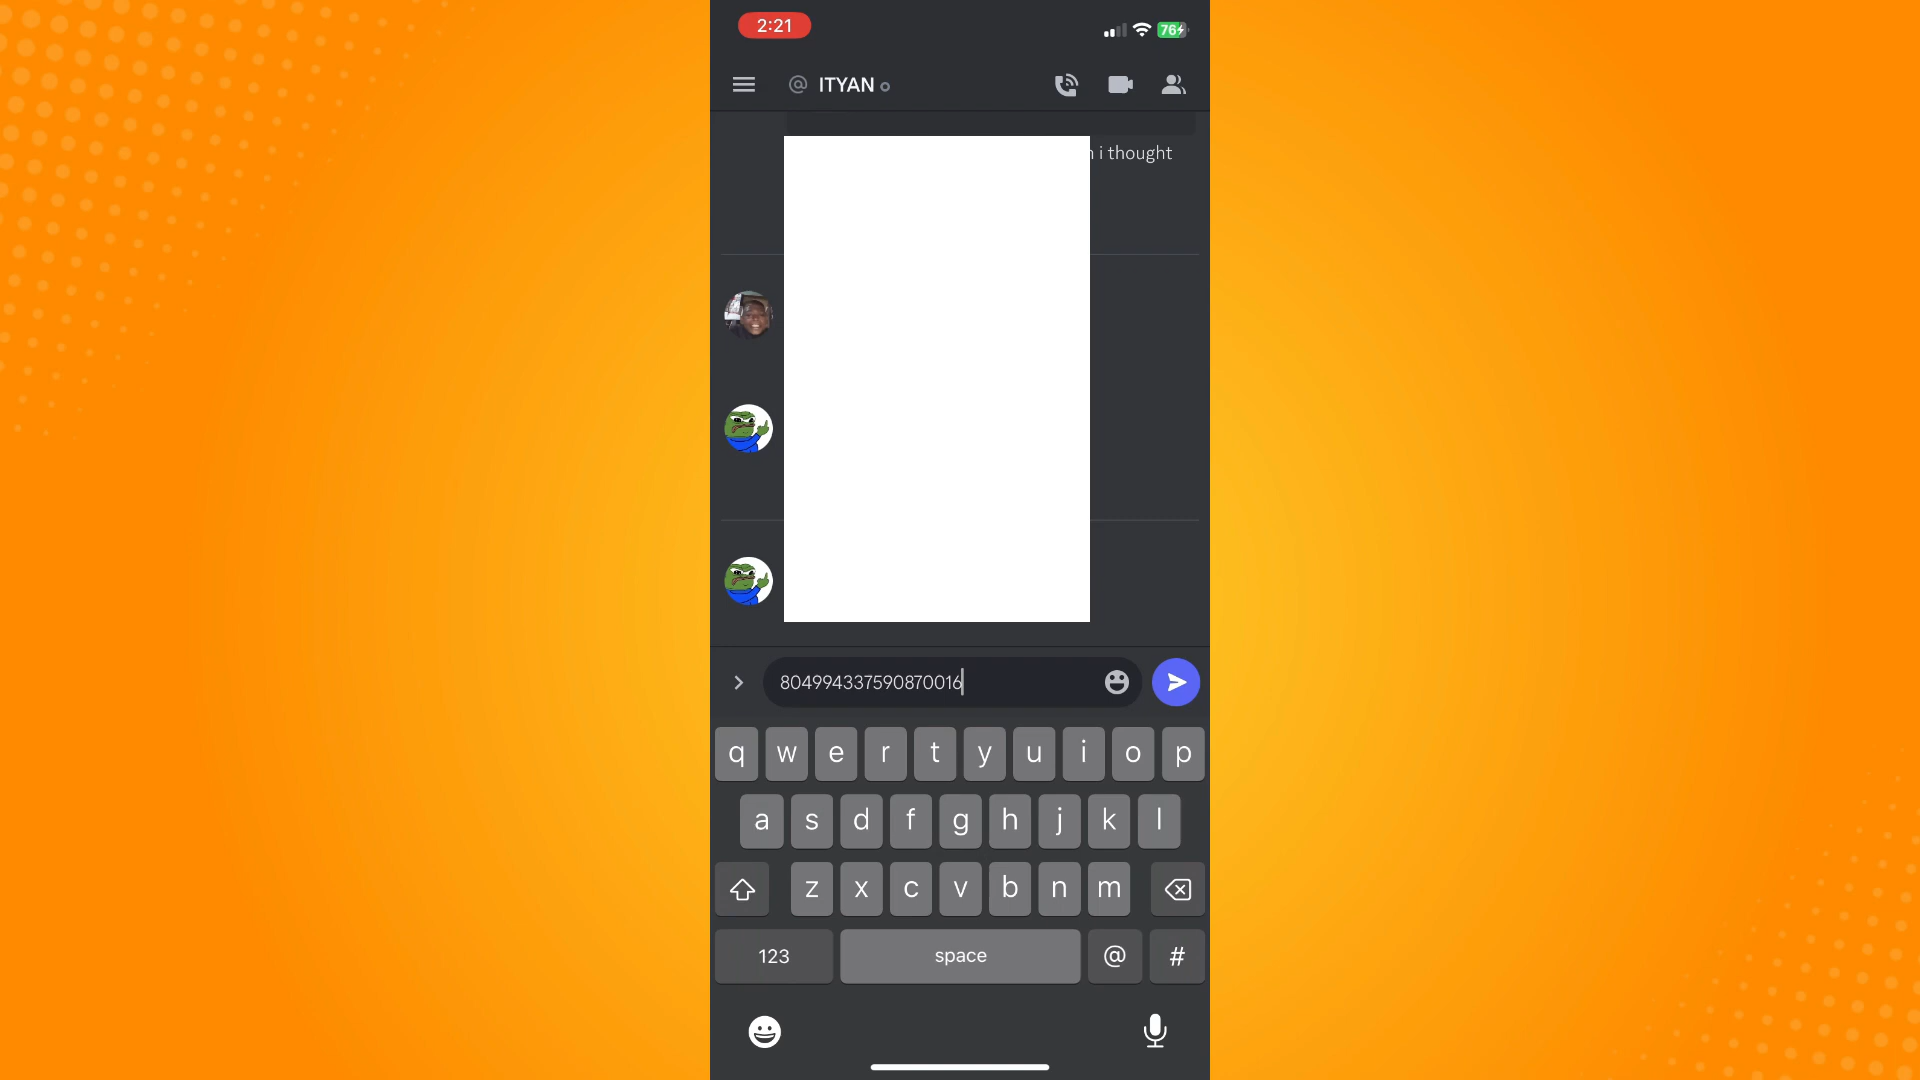 2:21
76
@ ITYAN
i thought
804994337590870016
q w e r t y u i o p
a s d f g h j k l
z x c v b n m
123 space @ #